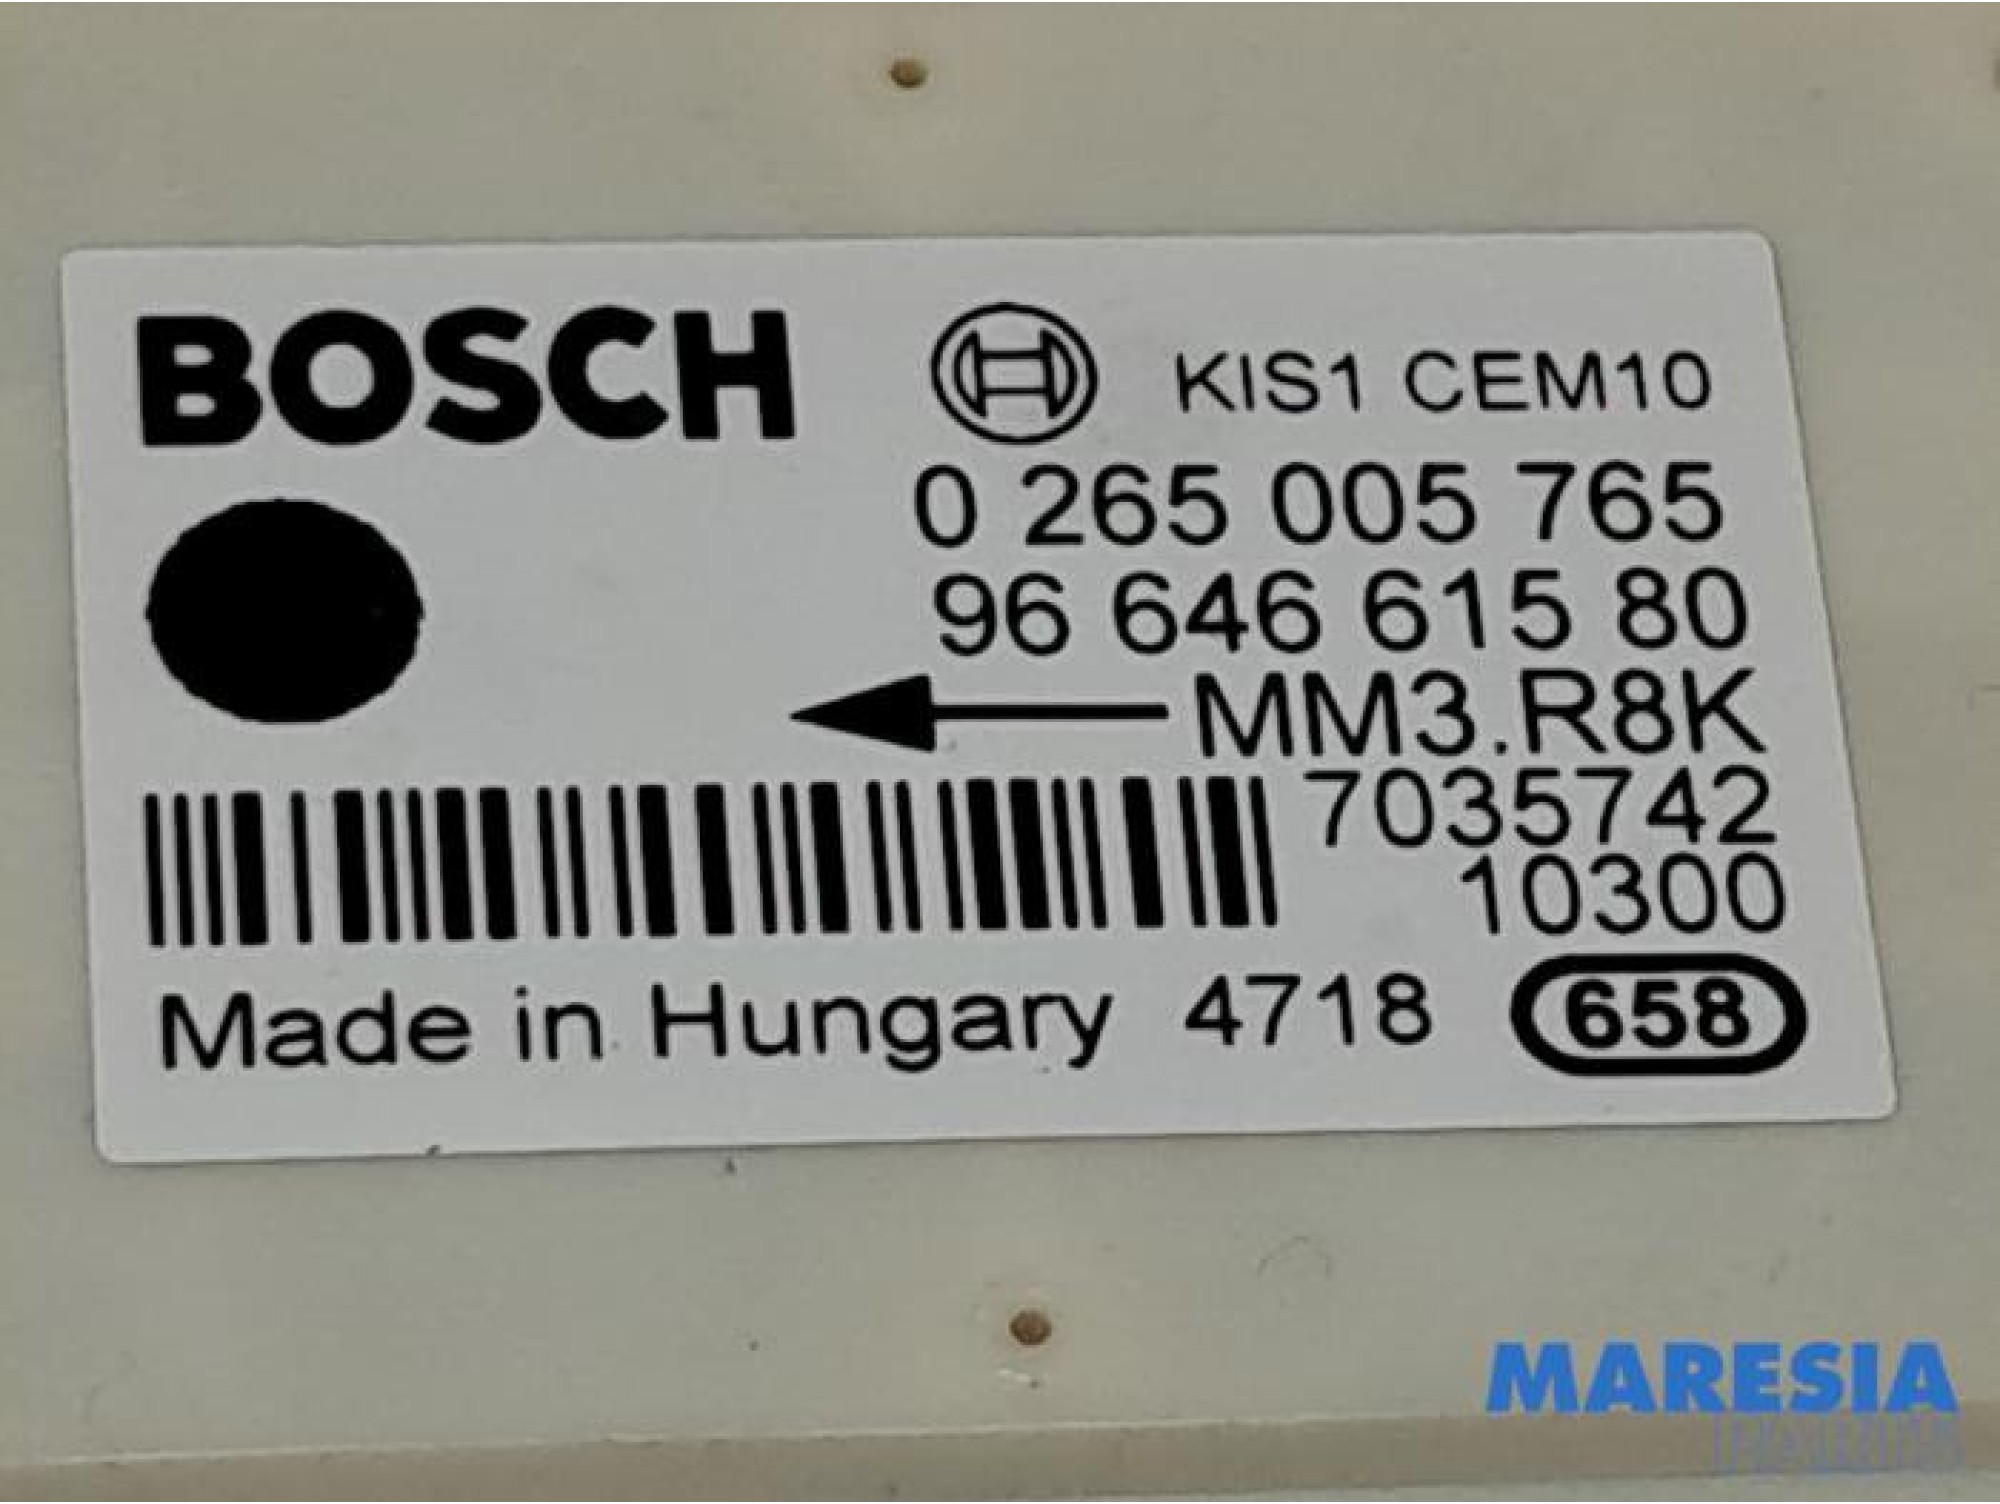 BOSCH KIS1 CEM10
0 265 005 765
96 646 615 80
MM3.R8K
7035742
10300
Made in Hungary 4718 658
MARESIA
PARTS